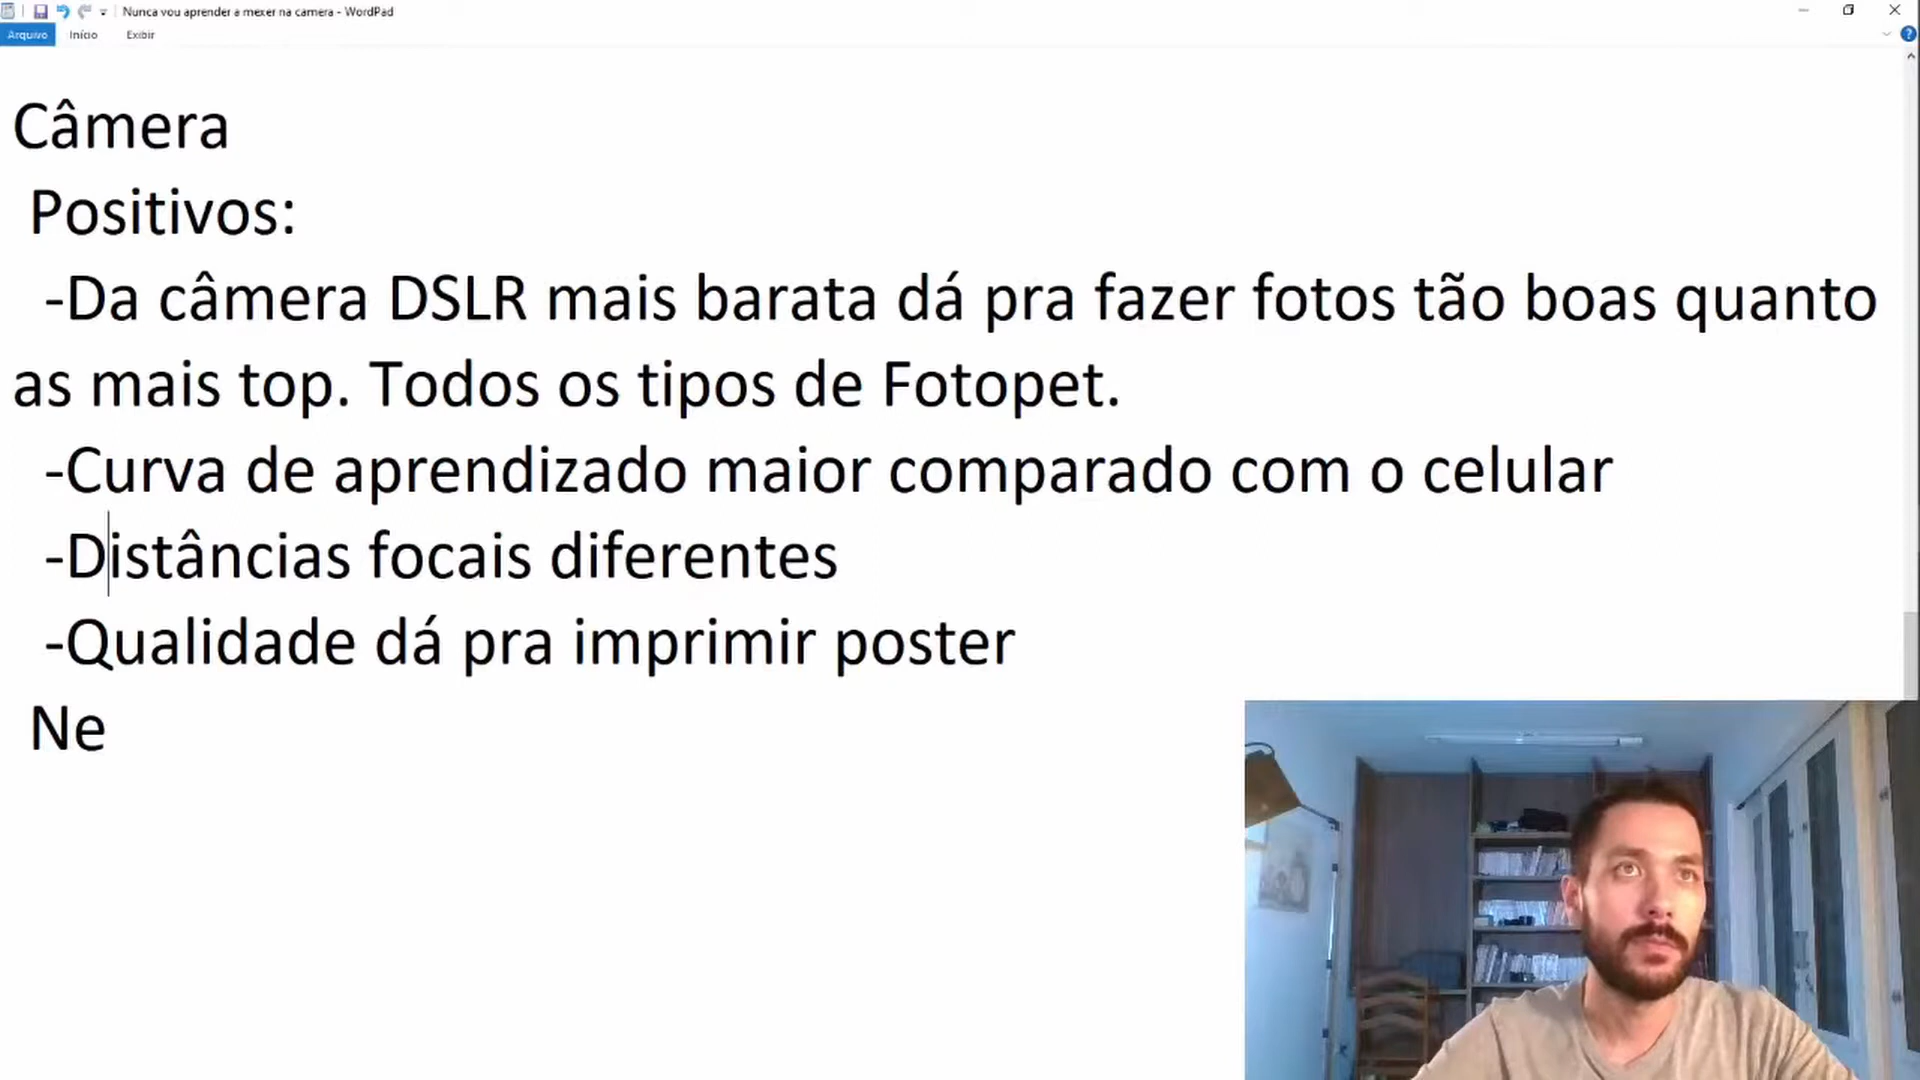 Nunca vou aprender a mexer na camera - WordPad
Arquivo Início Exibir
Câmera
Positivos:
-Da câmera DSLR mais barata dá pra fazer fotos tão boas quanto
as mais top. Todos os tipos de Fotopet.
-Curva de aprendizado maior comparado com o celular
-Distâncias focais diferentes
-Qualidade dá pra imprimir poster
Ne